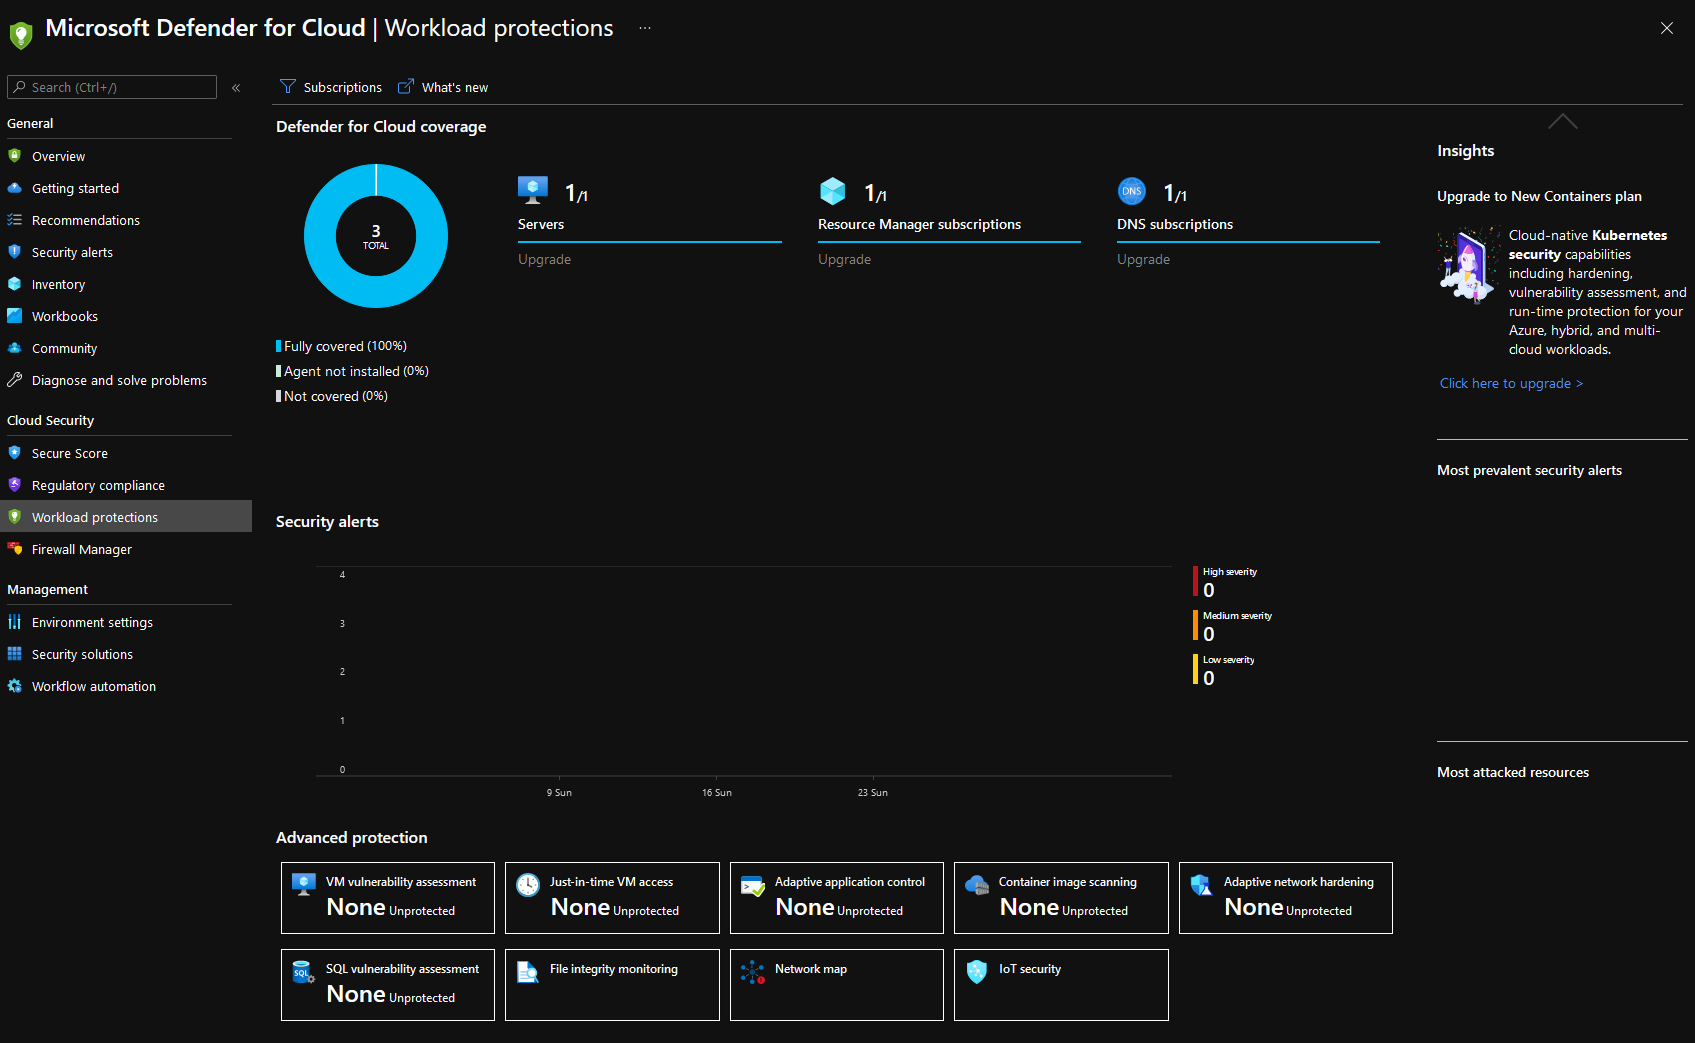 Microsoft Defender for Cloud | Workload protections ...
Search (Ctrl+/)
«
General
Overview
Getting started
Recommendations
Security alerts
Inventory
Workbooks
Community
Diagnose and solve problems
Cloud Security
Secure Score
Regulatory compliance
Workload protections
Firewall Manager
Management
Environment settings
Security solutions
Workflow automation
Subscriptions
What's new
Defender for Cloud coverage
3
TOTAL
Fully covered (100%)
Agent not installed (0%)
Not covered (0%)
1/1
Servers
Upgrade
1/1
Resource Manager subscriptions
Upgrade
DNS
1/1
DNS subscriptions
Upgrade
Security alerts
4
3
2
1
0
9 Sun
16 Sun
23 Sun
High severity
0
Medium severity
0
Low severity
0
Advanced protection
VM vulnerability assessment
None Unprotected
Just-in-time VM access
None Unprotected
Adaptive application control
None Unprotected
Container image scanning
None Unprotected
Adaptive network hardening
None Unprotected
SQL
SQL vulnerability assessment
None Unprotected
File integrity monitoring
Network map
IoT security
Insights
Upgrade to New Containers plan
Cloud-native Kubernetes
security capabilities
including hardening,
vulnerability assessment, and
run-time protection for your
Azure, hybrid, and multi-
cloud workloads.
Click here to upgrade >
Most prevalent security alerts
Most attacked resources